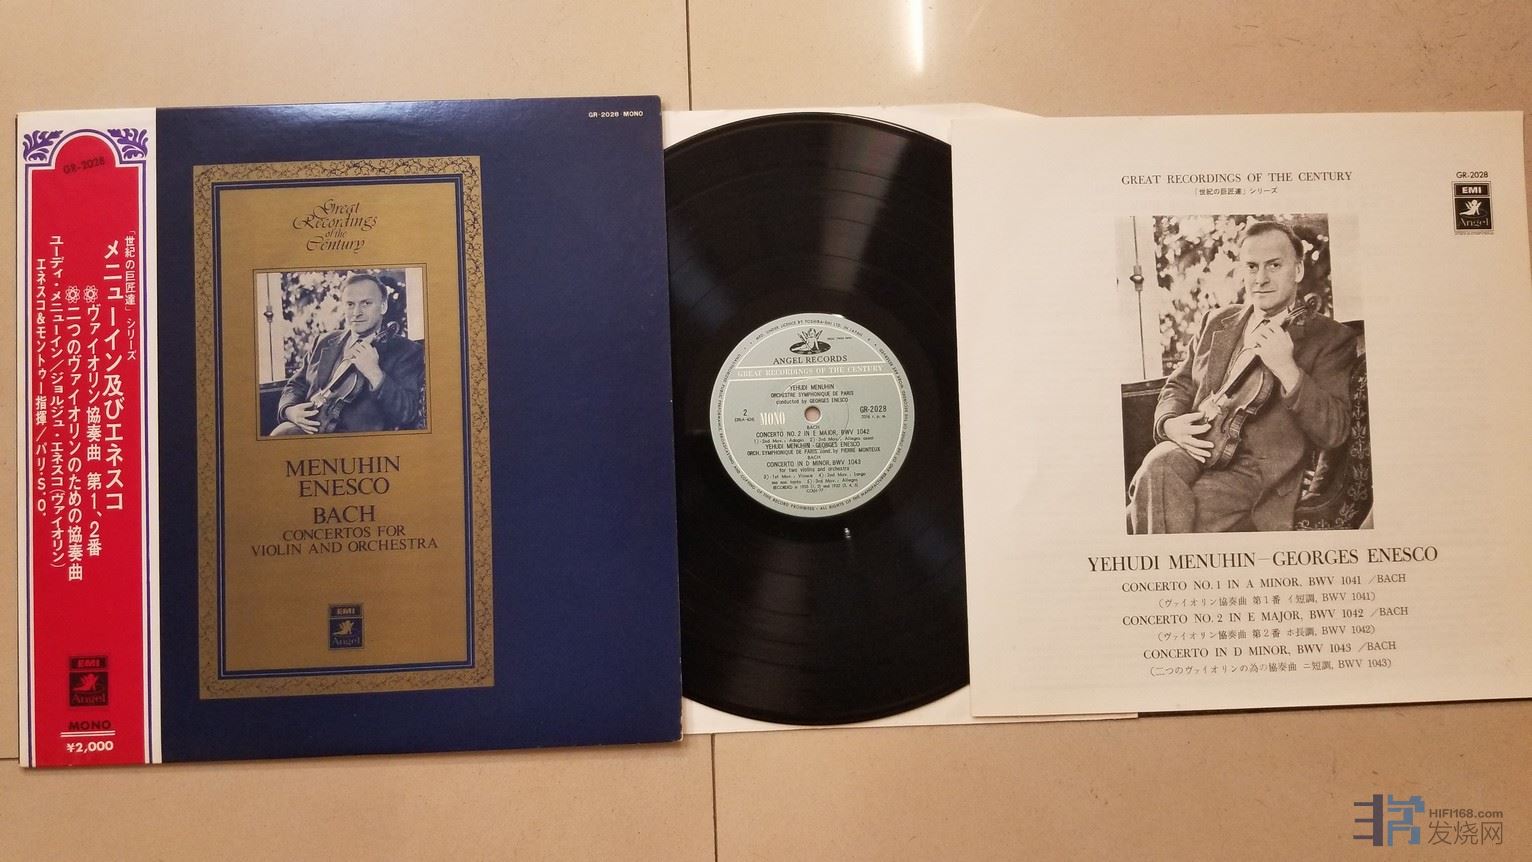 GR-2028
「世紀の巨匠達」シリーズ
メニューイン及びエネスコ
ヴァイオリン協奏曲 第1、2番
二つのヴァイオリンのための協奏曲
ユーディ・メニューイン/ジョルジュ・エネスコ(ヴァイオリン)
エネスコ&モントゥー指揮/パリS.O.
EMI
Angel
MONO
¥2,000
GR-2028 MONO
Great
Recordings
of the
Century
MENUHIN
ENESCO
BACH
CONCERTOS FOR
VIOLIN AND ORCHESTRA
EMI
Angel
ANGEL RECORDS
GREAT RECORDINGS OF THE CENTURY
YEHUDI MENUHIN
ORCHESTRE SYMPHONIQUE DE PARIS
conducted by GEORGES ENESCO
2
MONO
GR-2028
BACH
CONCERTO NO. 2 IN E MAJOR, BWV 1042
YEHUDI MENUHIN - GEORGES ENESCO
ORCH. SYMPHONIQUE DE PARIS, cond. by PIERRE MONTEUX
BACH
CONCERTO IN D MINOR, BWV 1043
for two violins and orchestra
GREAT RECORDINGS OF THE CENTURY
「世紀の巨匠達」シリーズ
GR-2028
EMI
Angel
YEHUDI MENUHIN—GEORGES ENESCO
CONCERTO NO. 1 IN A MINOR, BWV 1041 /BACH
(ヴァイオリン協奏曲 第1番 イ短調, BWV 1041)
CONCERTO NO. 2 IN E MAJOR, BWV 1042 /BACH
(ヴァイオリン協奏曲 第2番 ホ長調, BWV 1042)
CONCERTO IN D MINOR, BWV 1043 /BACH
(二つのヴァイオリンの為の協奏曲 ニ短調, BWV 1043)
HIFI168.com
发烧网